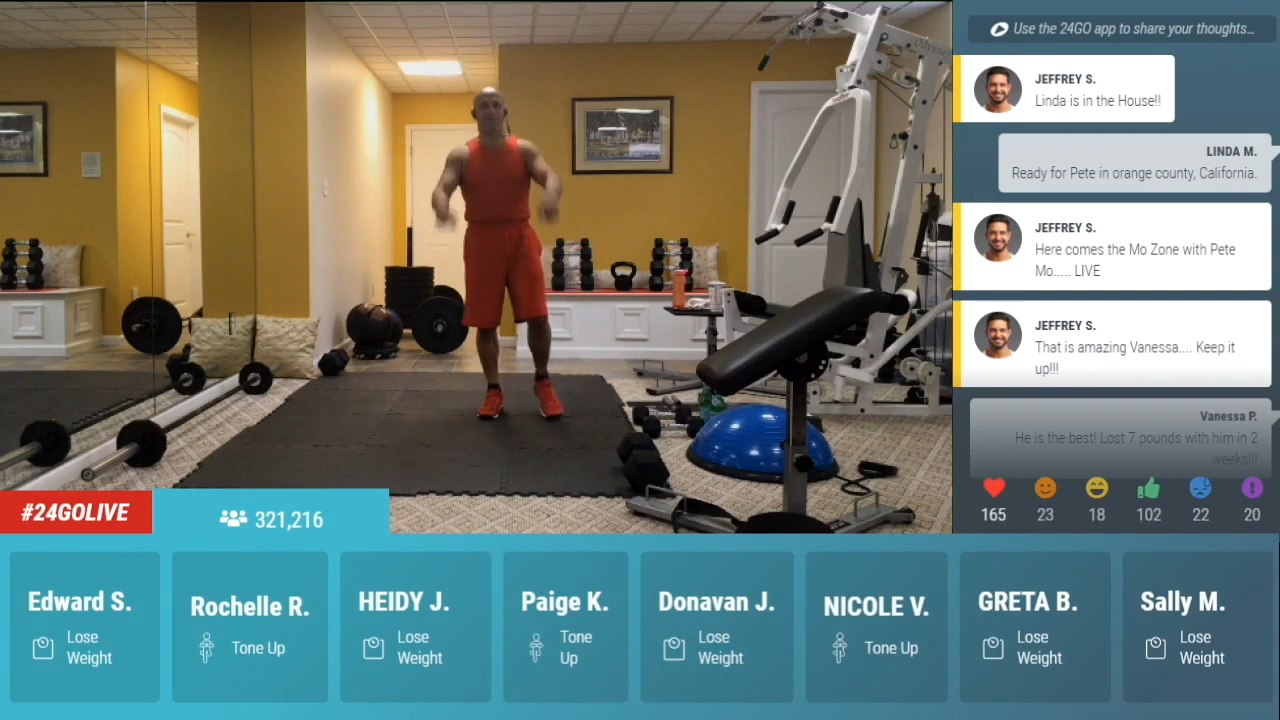 Use the 24GO app to share your thoughts...
JEFFREY S.
Linda is in the House!!
LINDA M.
Ready for Pete in orange county, California.
JEFFREY S.
Here comes the Mo Zone with Pete
Mo..... LIVE
JEFFREY S.
That is amazing Vanessa.... Keep it
up!!!
Vanessa P.
He is the best! Lost 7 pounds with him in 2
weeks!!!
165
23
18
102
22
20
#24GOLIVE
321,216
Edward S.
Lose
Weight
Rochelle R.
Tone Up
HEIDY J.
Lose
Weight
Paige K.
Tone
Up
Donavan J.
Lose
Weight
NICOLE V.
Tone Up
GRETA B.
Lose
Weight
Sally M.
Lose
Weight